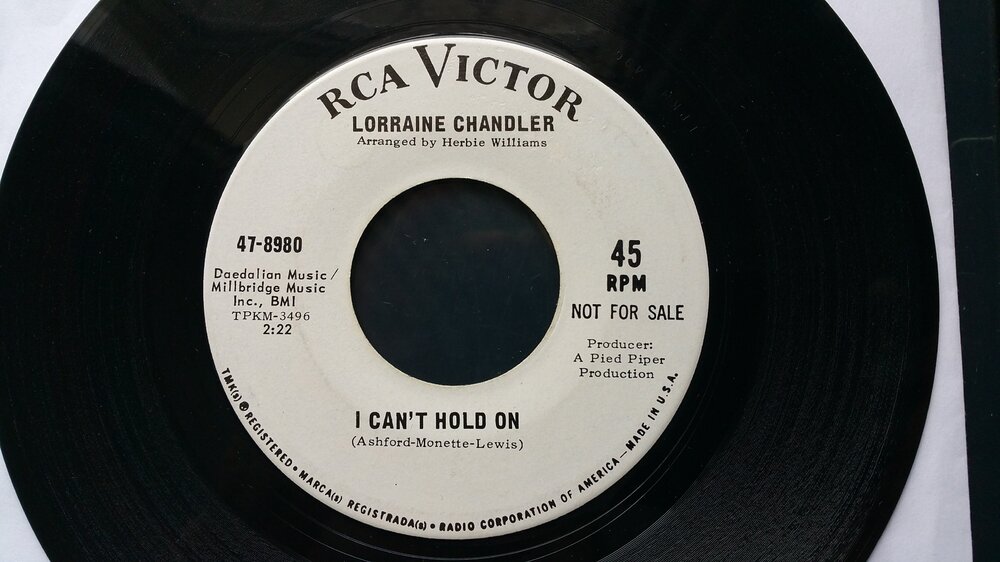 RCA VICTOR
LORRAINE CHANDLER
Arranged by Herbie Williams
47-8980
Daedalian Music/
Millbridge Music
Inc., BMI
TPKM-3496
2:22
45
RPM
NOT FOR SALE
Producer:
A Pied Piper
Production
I CAN'T HOLD ON
(Ashford-Monette-Lewis)
TMK(s) ® REGISTERED • MARCA(s) REGISTRADA(s) • RADIO CORPORATION OF AMERICA—MADE IN U.S.A.